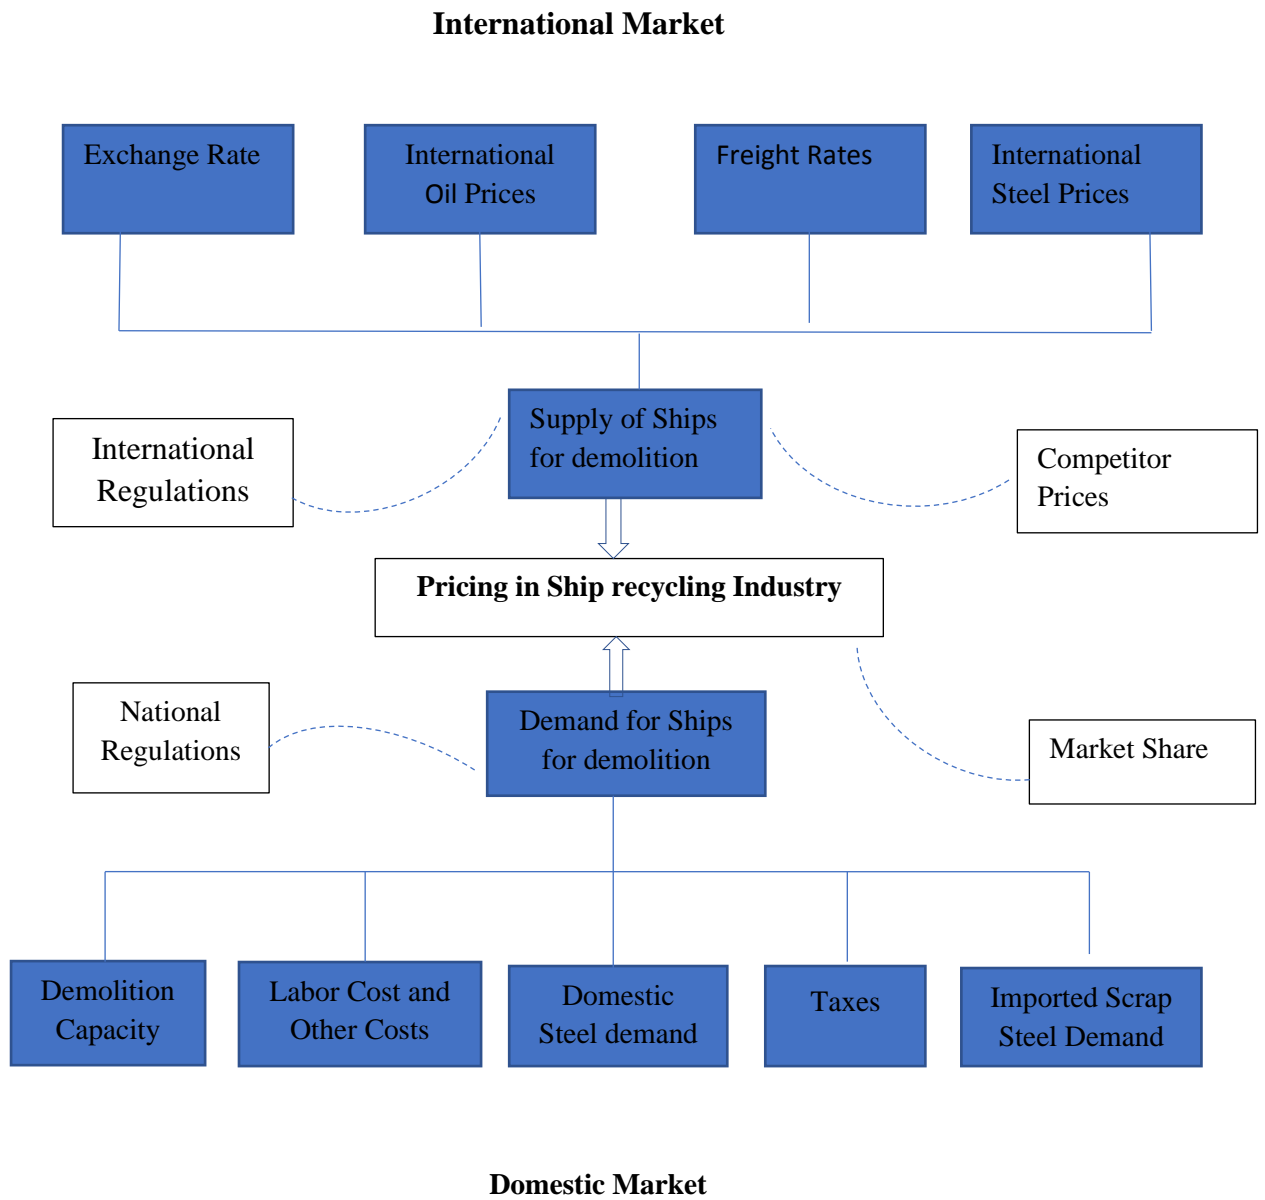 International Market
Exchange Rate
International
Oil Prices
Freight Rates
International
Steel Prices
Supply of Ships
for demolition
International
Regulations
Competitor
Prices
Pricing in Ship recycling Industry
National
Regulations
Demand for Ships
for demolition
Market Share
Demolition
Capacity
Labor Cost and
Other Costs
Domestic
Steel demand
Taxes
Imported Scrap
Steel Demand
Domestic Market